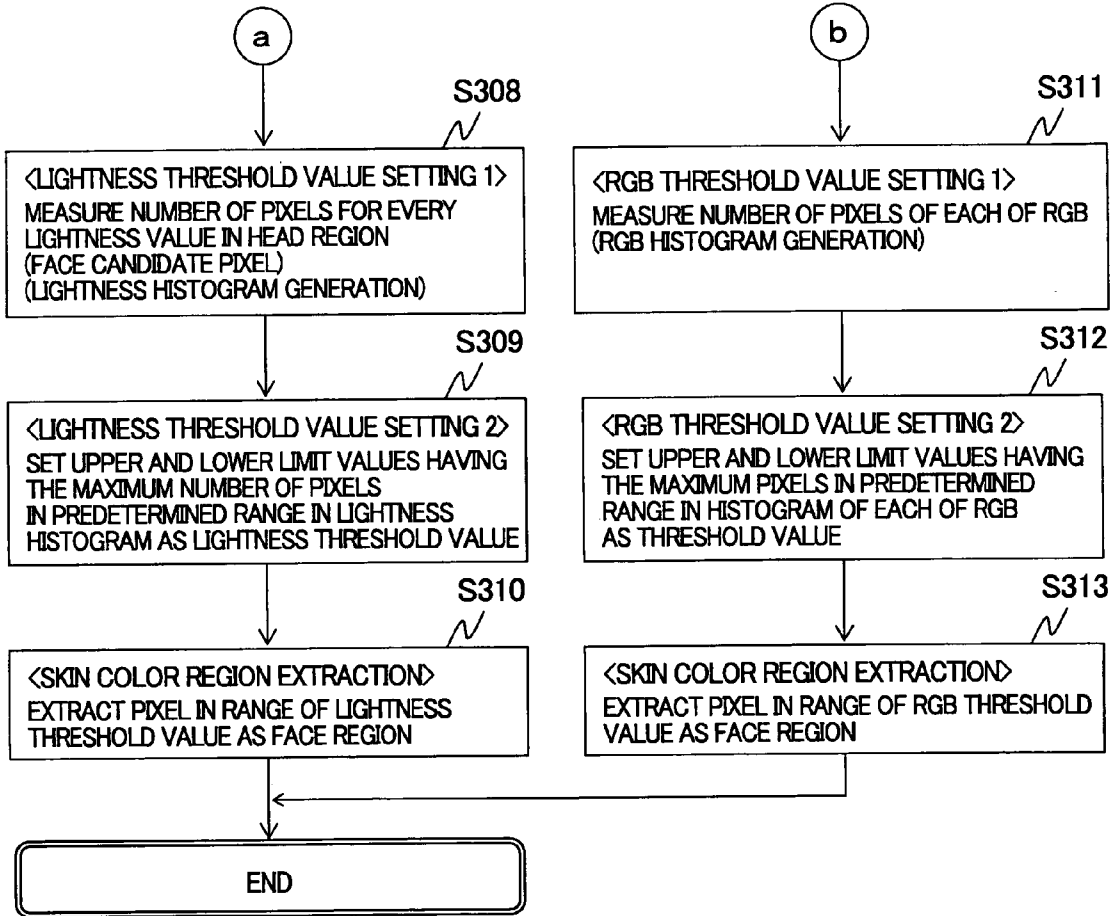 a
S308
<LIGHTNESS THRESHOLD VALUE SETTING 1>
MEASURE NUMBER OF PIXELS FOR EVERY
LIGHTNESS VALUE IN HEAD REGION
(FACE CANDIDATE PIXEL)
(LIGHTNESS HISTOGRAM GENERATION)
S309
<LIGHTNESS THRESHOLD VALUE SETTING 2>
SET UPPER AND LOWER LIMIT VALUES HAVING
THE MAXIMUM NUMBER OF PIXELS
IN PREDETERMINED RANGE IN LIGHTNESS
HISTOGRAM AS LIGHTNESS THRESHOLD VALUE
S310
<SKIN COLOR REGION EXTRACTION>
EXTRACT PIXEL IN RANGE OF LIGHTNESS
THRESHOLD VALUE AS FACE REGION
b
S311
<RGB THRESHOLD VALUE SETTING 1>
MEASURE NUMBER OF PIXELS OF EACH OF RGB
(RGB HISTOGRAM GENERATION)
S312
<RGB THRESHOLD VALUE SETTING 2>
SET UPPER AND LOWER LIMIT VALUES HAVING
THE MAXIMUM PIXELS IN PREDETERMINED
RANGE IN HISTOGRAM OF EACH OF RGB
AS THRESHOLD VALUE
S313
<SKIN COLOR REGION EXTRACTION>
EXTRACT PIXEL IN RANGE OF RGB THRESHOLD
VALUE AS FACE REGION
END